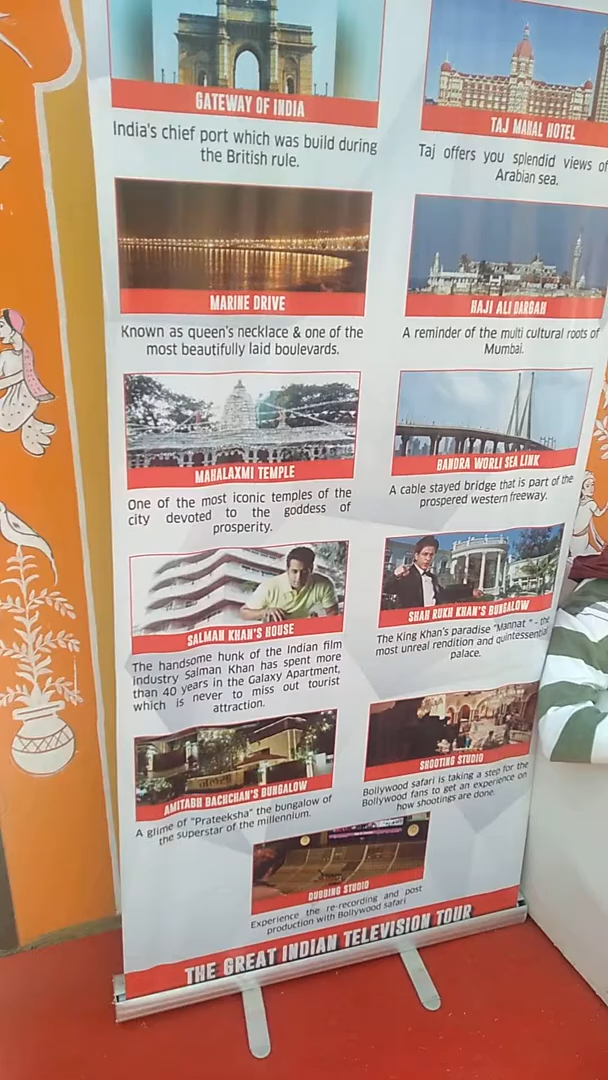 GATEWAY OF INDIA
India's chief port which was build during
the British rule.
TAJ MAHAL HOTEL
Taj offers you splendid views of
Arabian sea.
MARINE DRIVE
Known as queen's necklace & one of the
most beautifully laid boulevards.
HAJI ALI DARGAH
A reminder of the multi cultural roots of
Mumbai.
MAHALAXMI TEMPLE
One of the most iconic temples of the
city devoted to the goddess of
prosperity.
BANDRA WORLI SEA LINK
A cable stayed bridge that is part of the
prospered western freeway.
SALMAN KHAN'S HOUSE
The handsome hunk of the Indian film
industry Salman Khan has spent more
than 40 years in the Galaxy Apartment,
which is never to miss out tourist
attraction.
SHAH RUKH KHAN'S BUNGALOW
The King Khan's paradise "Mannat" - the
most unreal rendition and quintessential
palace.
AMITABH BACHCHAN'S BUNGALOW
A glime of "Prateeksha" the bungalow of
the superstar of the millennium.
SHOOTING STUDIO
Bollywood safari is taking a step for the
Bollywood fans to get an experience on
how shootings are done.
DUBBING STUDIO
Experience the re-recording and post
production with Bollywood safari
THE GREAT INDIAN TELEVISION TOUR